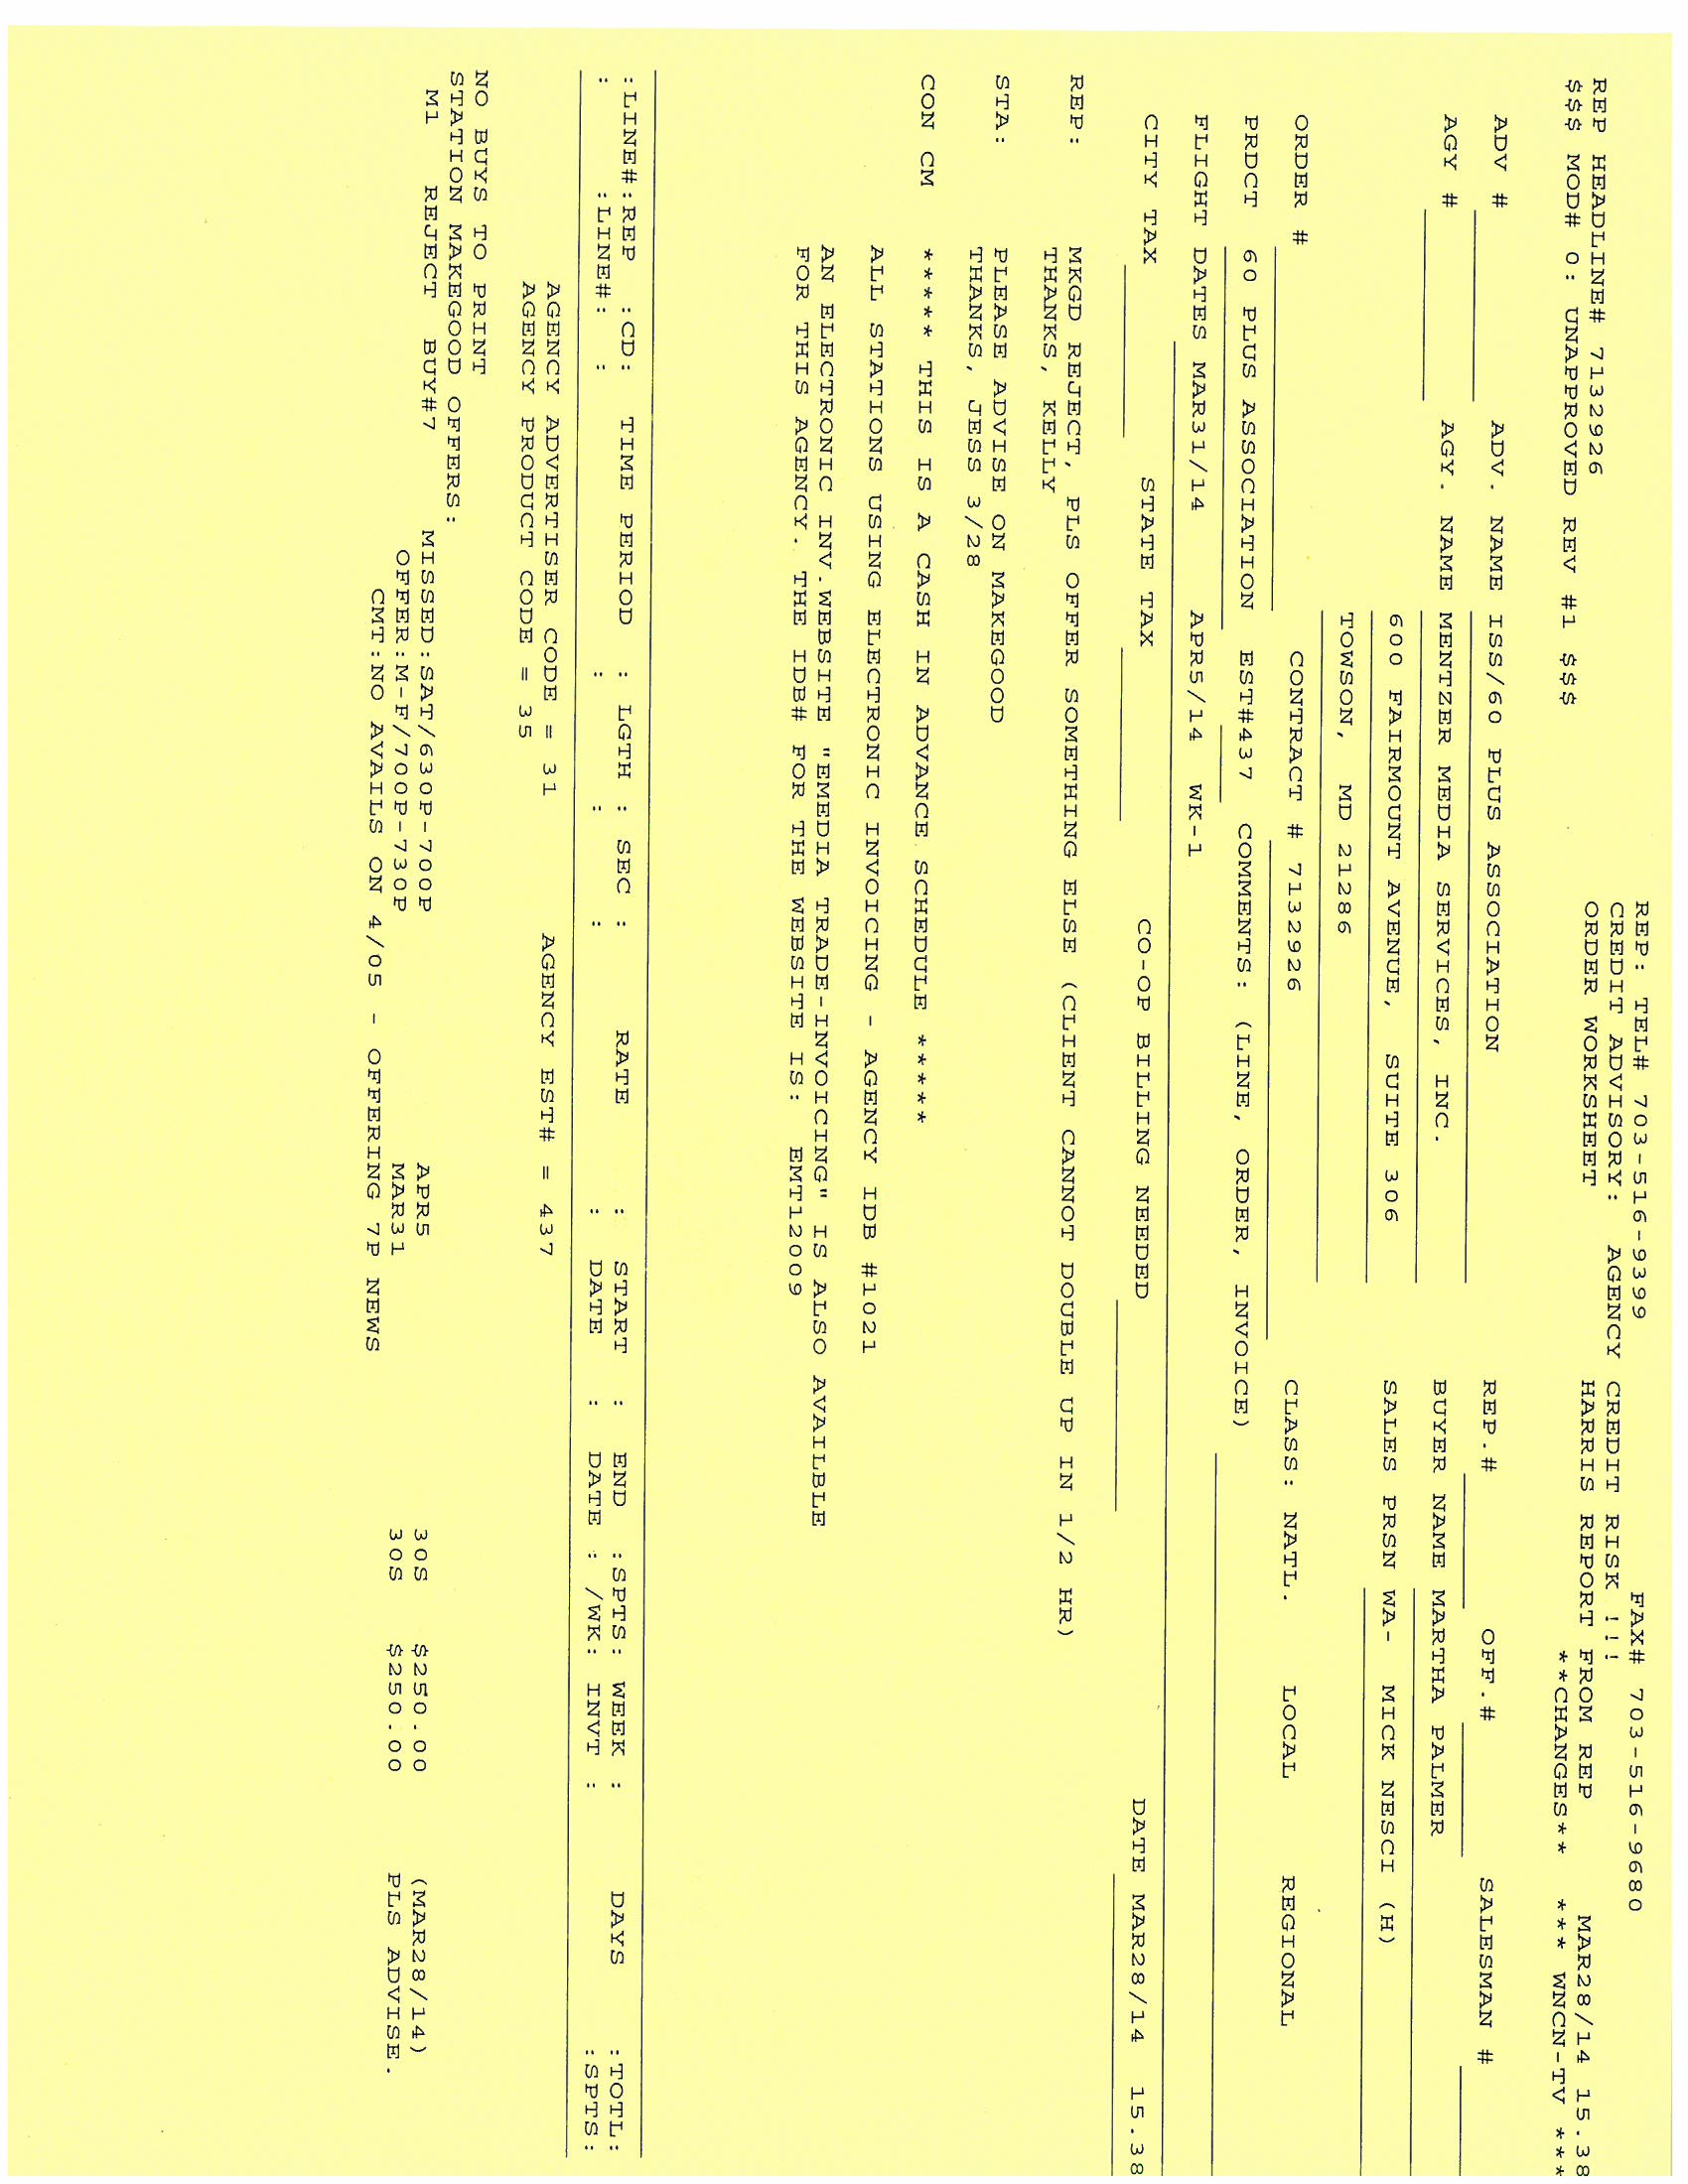 REP: TEL# 703-516-9399 FAX# 703-516-9680
CREDIT ADVISORY: AGENCY CREDIT RISK !!!
REP HEADLINE# 7132926 ORDER WORKSHEET HARRIS REPORT FROM REP MAR28/14 15.38
$$$ MOD# 0: UNAPPROVED REV #1 $$$ **CHANGES** *** WNCN-TV ***
ADV # ADV. NAME ISS/60 PLUS ASSOCIATION REP.# OFF.# SALESMAN #
AGY # AGY. NAME MENTZER MEDIA SERVICES, INC. BUYER NAME MARTHA PALMER
600 FAIRMOUNT AVENUE, SUITE 306 SALES PRSN WA- MICK NESCI (H)
TOWSON, MD 21286
ORDER # CONTRACT # 7132926 CLASS: NATL. LOCAL REGIONAL
PRDCT 60 PLUS ASSOCIATION EST#437 COMMENTS: (LINE, ORDER, INVOICE)
FLIGHT DATES MAR31/14 APR5/14 WK-1
CITY TAX STATE TAX CO-OP BILLING NEEDED DATE MAR28/14 15.38
REP: MKGD REJECT, PLS OFFER SOMETHING ELSE (CLIENT CANNOT DOUBLE UP IN 1/2 HR)
THANKS, KELLY
STA: PLEASE ADVISE ON MAKEGOOD
THANKS, JESS 3/28
CON CM ***** THIS IS A CASH IN ADVANCE SCHEDULE *****
ALL STATIONS USING ELECTRONIC INVOICING - AGENCY IDB #1021
AN ELECTRONIC INV.WEBSITE "EMEDIA TRADE-INVOICING" IS ALSO AVAILBLE
FOR THIS AGENCY. THE IDB# FOR THE WEBSITE IS: EMT12009
:LINE#:REP :CD: TIME PERIOD : LGTH : SEC : RATE : START : END :SPTS: WEEK : DAYS :TOTL:
: :LINE#: : : : : : DATE : DATE : /WK: INVT : :SPTS:
AGENCY ADVERTISER CODE = 31 AGENCY EST# = 437
AGENCY PRODUCT CODE = 35
NO BUYS TO PRINT
STATION MAKEGOOD OFFERS:
M1 REJECT BUY#7 MISSED:SAT/630P-700P APR5 30S $250.00 (MAR28/14)
OFFER:M-F/700P-730P MAR31 30S $250.00 PLS ADVISE.
CMT:NO AVAILS ON 4/05 - OFFERING 7P NEWS